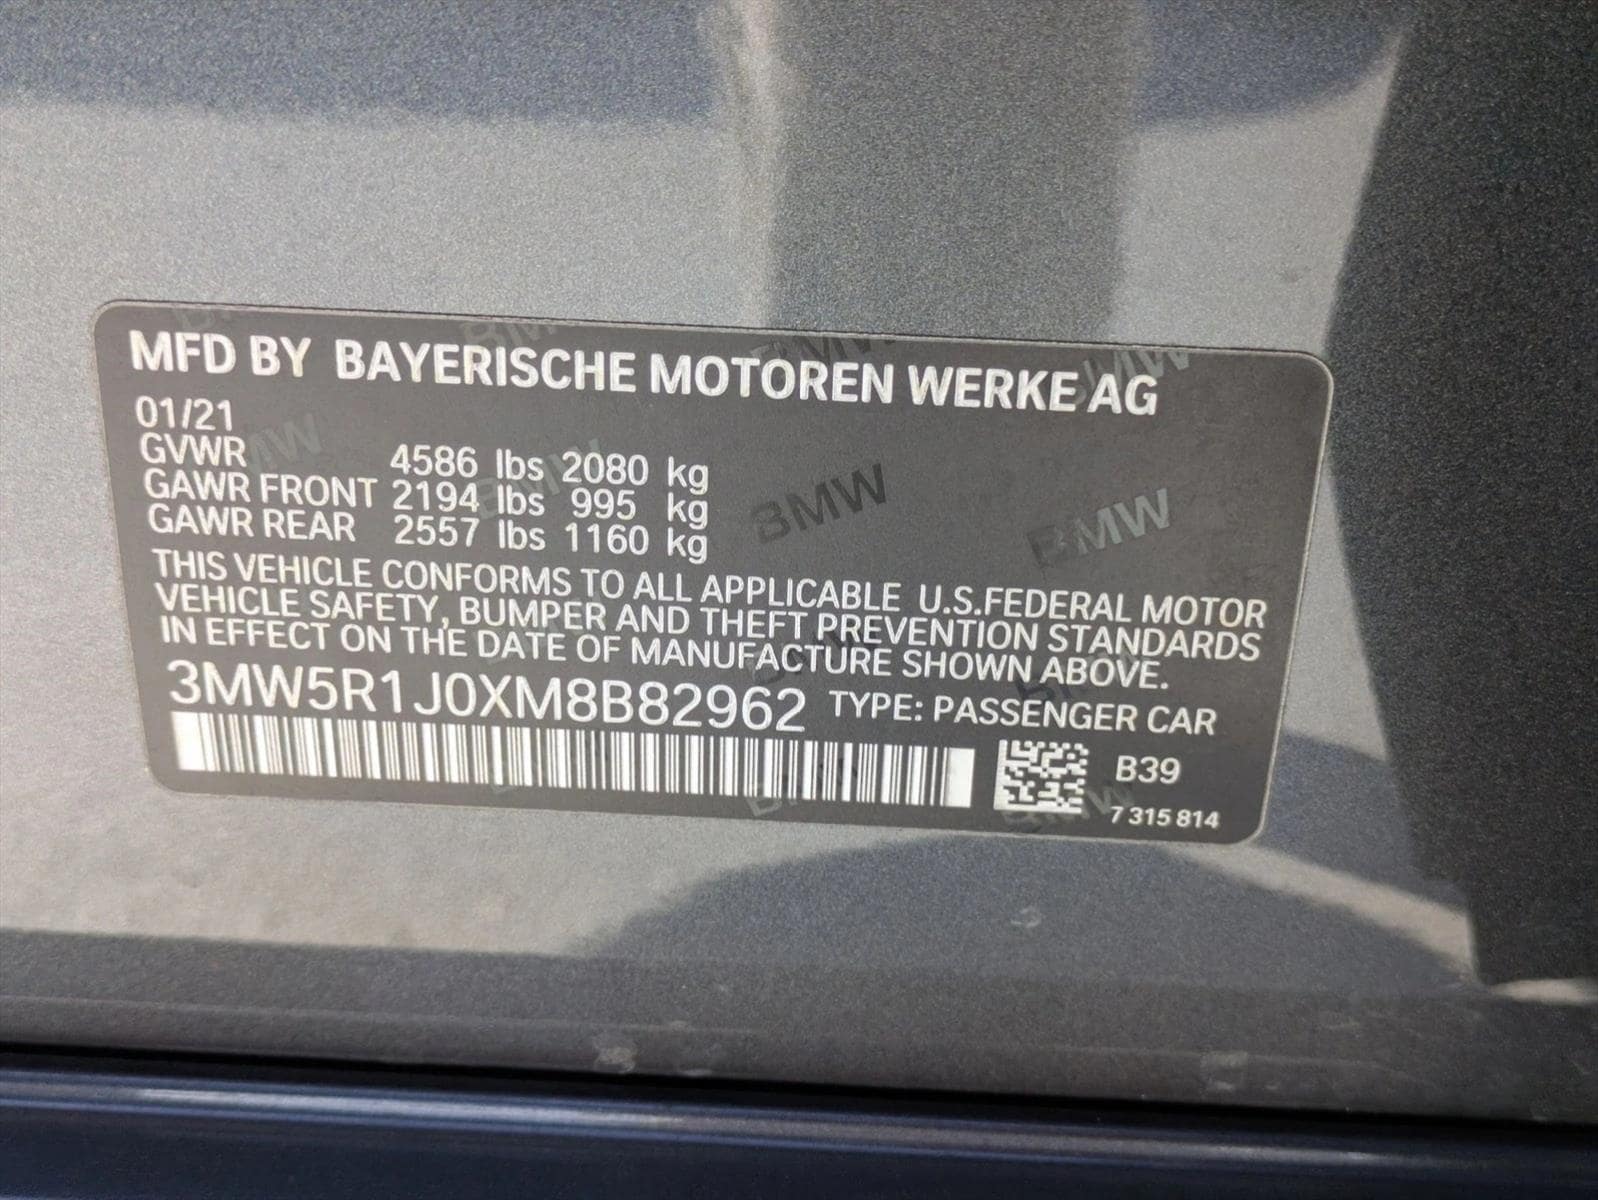 MFD BY BAYERISCHE MOTOREN WERKE AG
01/21
GVWR 4586 lbs 2080 kg
GAWR FRONT 2194 lbs 995 kg
GAWR REAR 2557 lbs 1160 kg
THIS VEHICLE CONFORMS TO ALL APPLICABLE U.S.FEDERAL MOTOR
VEHICLE SAFETY, BUMPER AND THEFT PREVENTION STANDARDS
IN EFFECT ON THE DATE OF MANUFACTURE SHOWN ABOVE.
3MW5R1J0XM8B82962 TYPE: PASSENGER CAR
B39
7 315 814